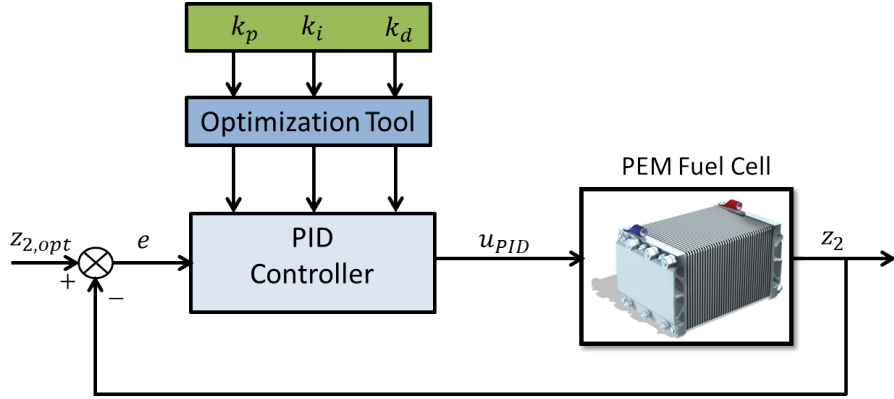 k_p k_i k_d
Optimization Tool
PEM Fuel Cell
z_{2,opt} e
PID
Controller
u_{PID}
z_2
+
−